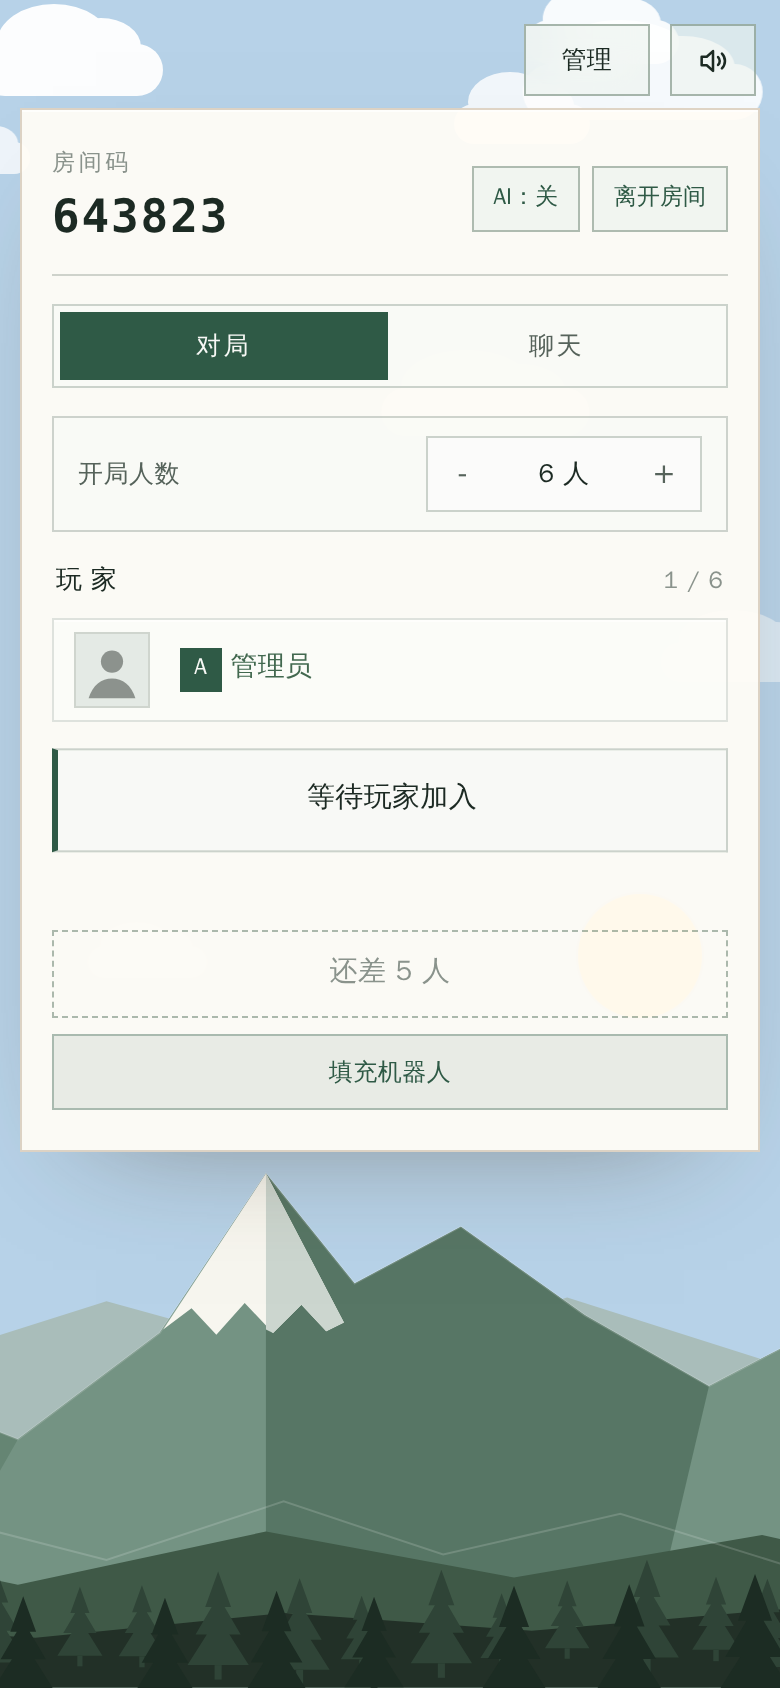 管理
房间码
643823
AI：关
离开房间
对局
聊天
开局人数
- 6 人 +
玩 家
1 / 6
A 管理员
等待玩家加入
还差 5 人
填充机器人